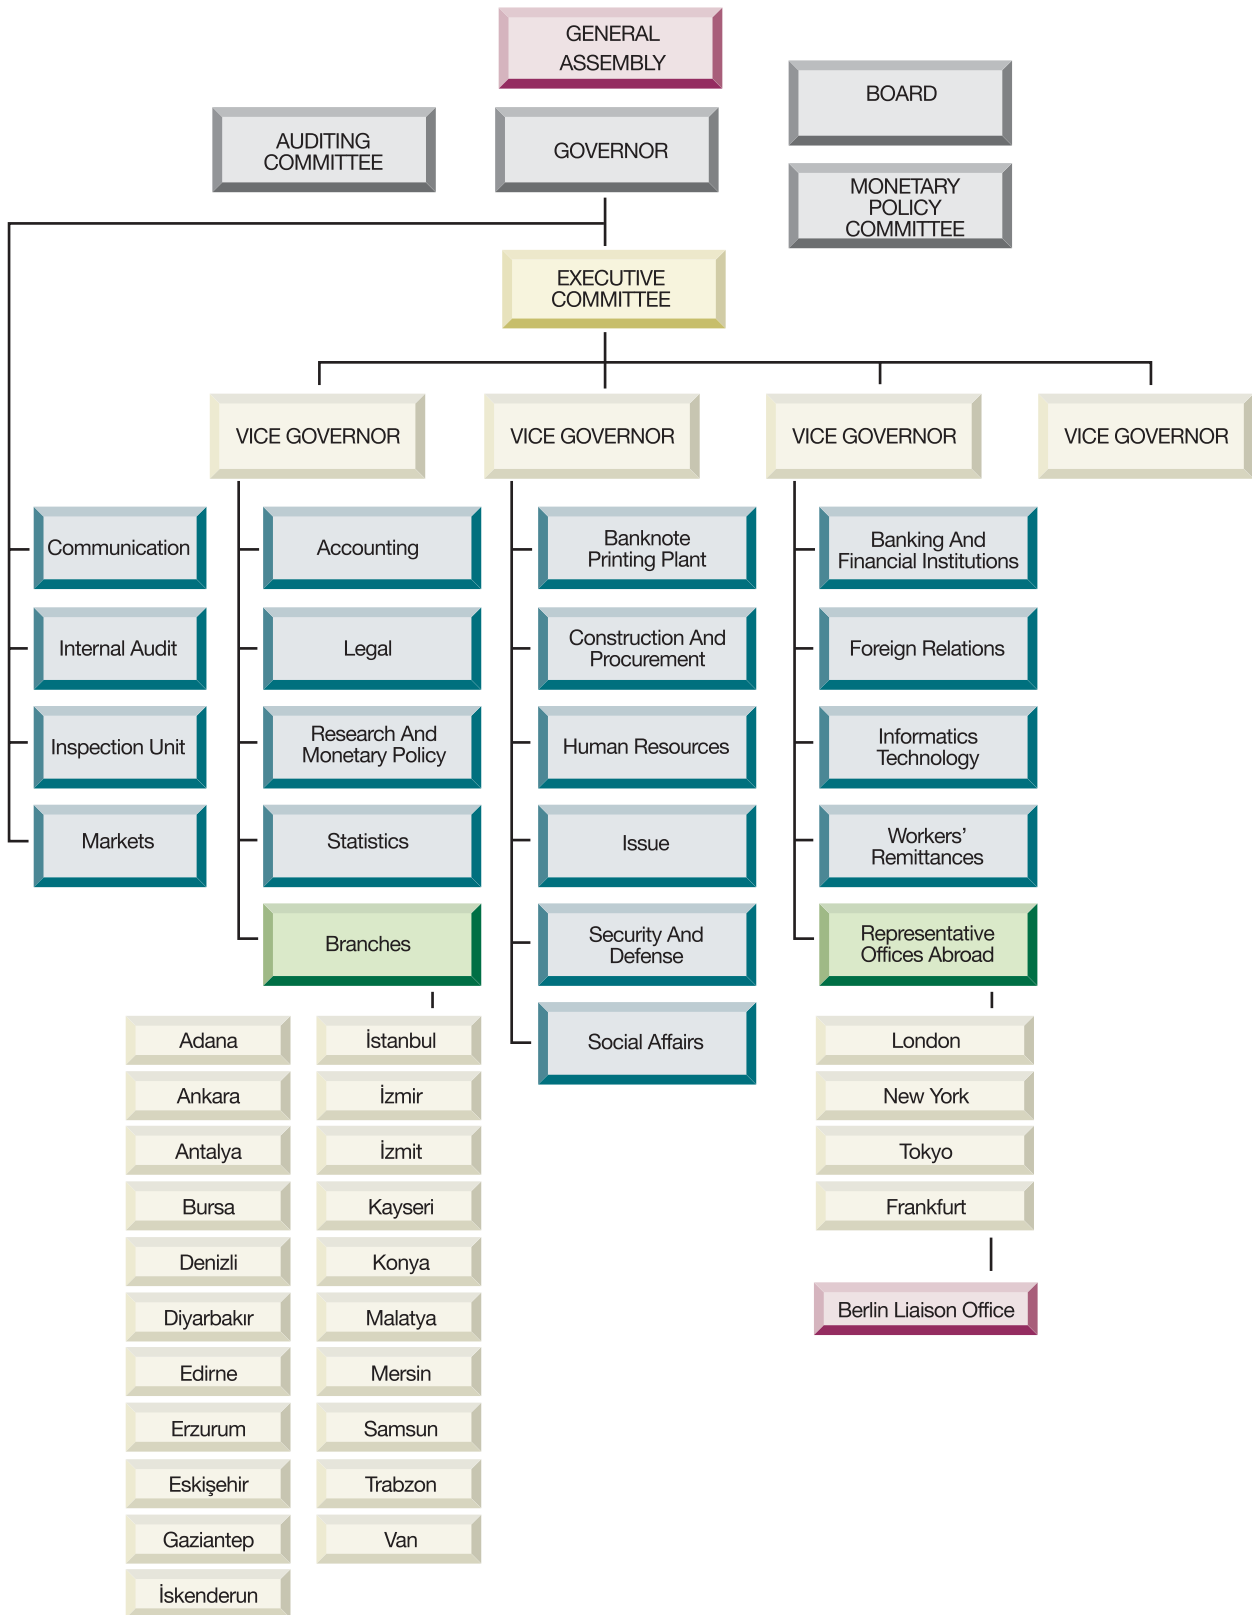 GENERAL
ASSEMBLY
BOARD
AUDITING
COMMITTEE
GOVERNOR
MONETARY
POLICY
COMMITTEE
EXECUTIVE
COMMITTEE
VICE GOVERNOR
VICE GOVERNOR
VICE GOVERNOR
VICE GOVERNOR
Communication
Internal Audit
Inspection Unit
Markets
Accounting
Legal
Research And
Monetary Policy
Statistics
Branches
Adana
Ankara
Antalya
Bursa
Denizli
Diyarbakır
Edirne
Erzurum
Eskişehir
Gaziantep
İskenderun
İstanbul
İzmir
İzmit
Kayseri
Konya
Malatya
Mersin
Samsun
Trabzon
Van
Banknote
Printing Plant
Construction And
Procurement
Human Resources
Issue
Security And
Defense
Social Affairs
Banking And
Financial Institutions
Foreign Relations
Informatics
Technology
Workers’
Remittances
Representative
Offices Abroad
London
New York
Tokyo
Frankfurt
Berlin Liaison Office